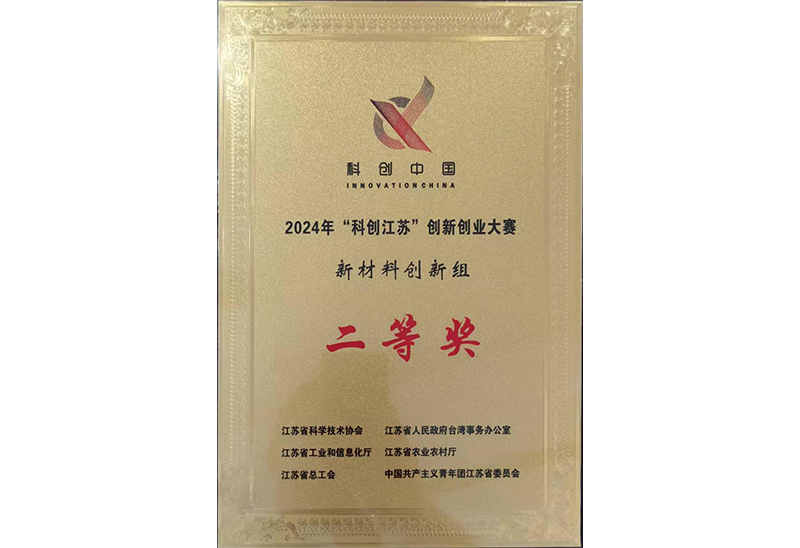 科创中国
INNOVATION CHINA
2024年“科创江苏”创新创业大赛
新材料创新组
二等奖
江苏省科学技术协会 江苏省人民政府台湾事务办公室
江苏省工业和信息化厅 江苏省农业农村厅
江苏省总工会 中国共产主义青年团江苏省委员会